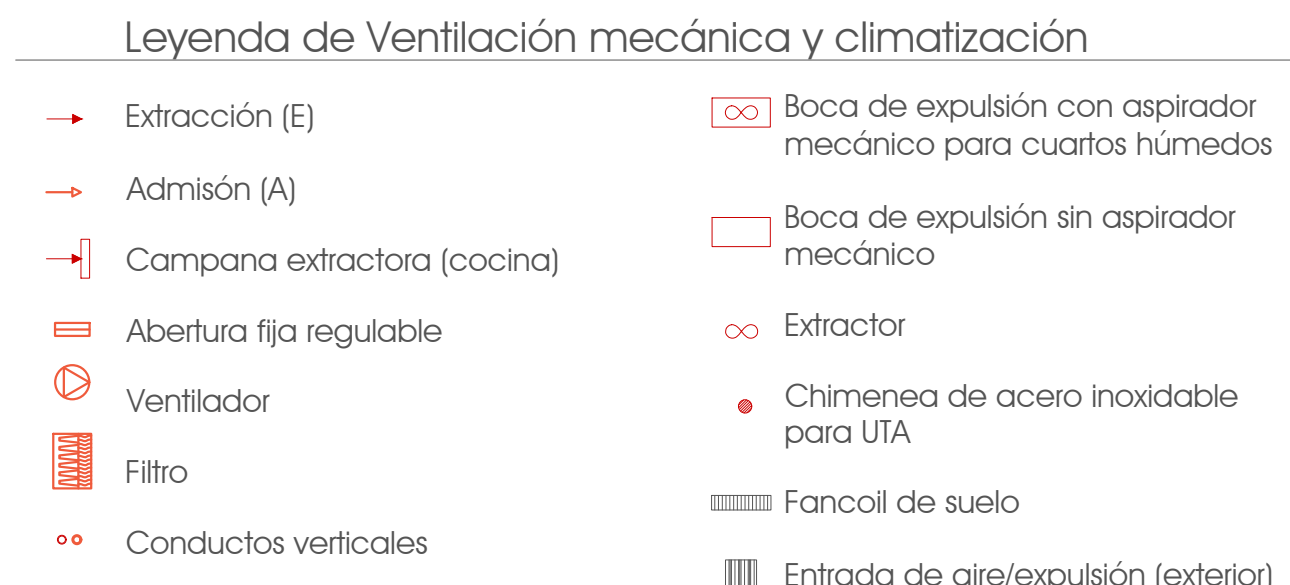 Leyenda de Ventilación mecánica y climatización
Extracción (E)
Admisón (A)
Campana extractora (cocina)
Abertura fija regulable
Ventilador
Filtro
Conductos verticales
Boca de expulsión con aspirador
mecánico para cuartos húmedos
Boca de expulsión sin aspirador
mecánico
Extractor
Chimenea de acero inoxidable
para UTA
Fancoil de suelo
Entrada de aire/expulsión (exterior)